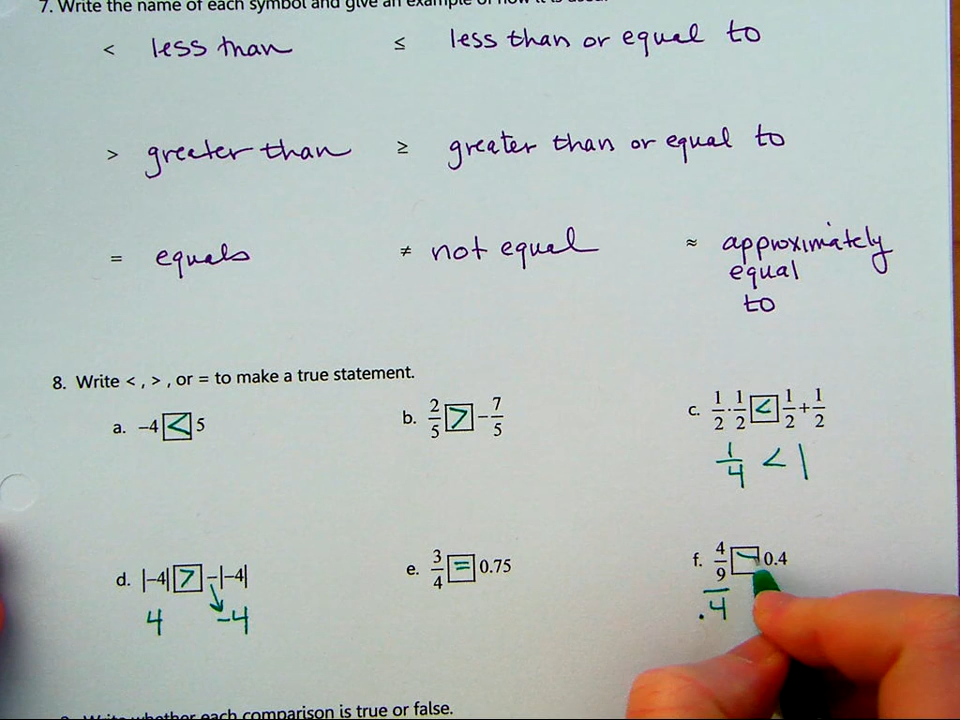 7. Write the name of each symbol and give an example of how it is used.
< less than ≤ less than or equal to
> greater than ≥ greater than or equal to
= equals ≠ not equal ≈ approximately
equal
to
8. Write <, >, or = to make a true statement.
a. −4 < 5 b. 2/5 > −7/5 c. 1/2 · 1/2 < 1/2 + 1/2
1/4 < 1
d. |−4| > −|−4| e. 3/4 = 0.75 f. 4/9 0.4
4 −4 .4̅
9. Write whether each comparison is true or false.